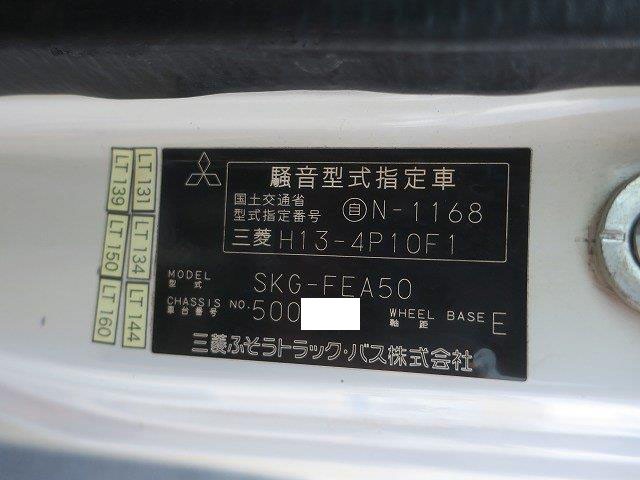 騒音型式指定車
国土交通省
型式指定番号 自N-1168
三菱 H13-4P10F1
MODEL
型式 SKG-FEA50
CHASSIS NO.
車台番号 500
WHEEL BASE
軸距 E
三菱ふそうトラック・バス株式会社
LT 131
LT 139
LT 134
LT 150
LT 144
LT 160